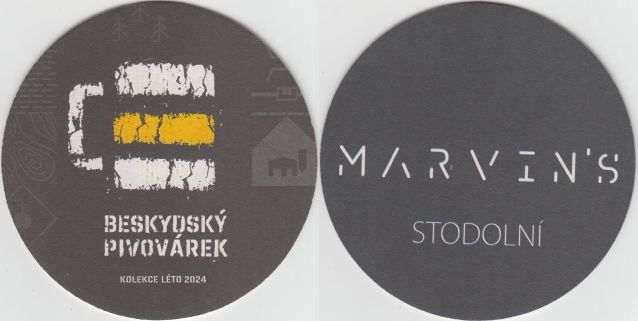 BESKYDSKÝ
PIVOVÁREK
KOLEKCE LÉTO 2024
MARVIN'S
STODOLNÍ